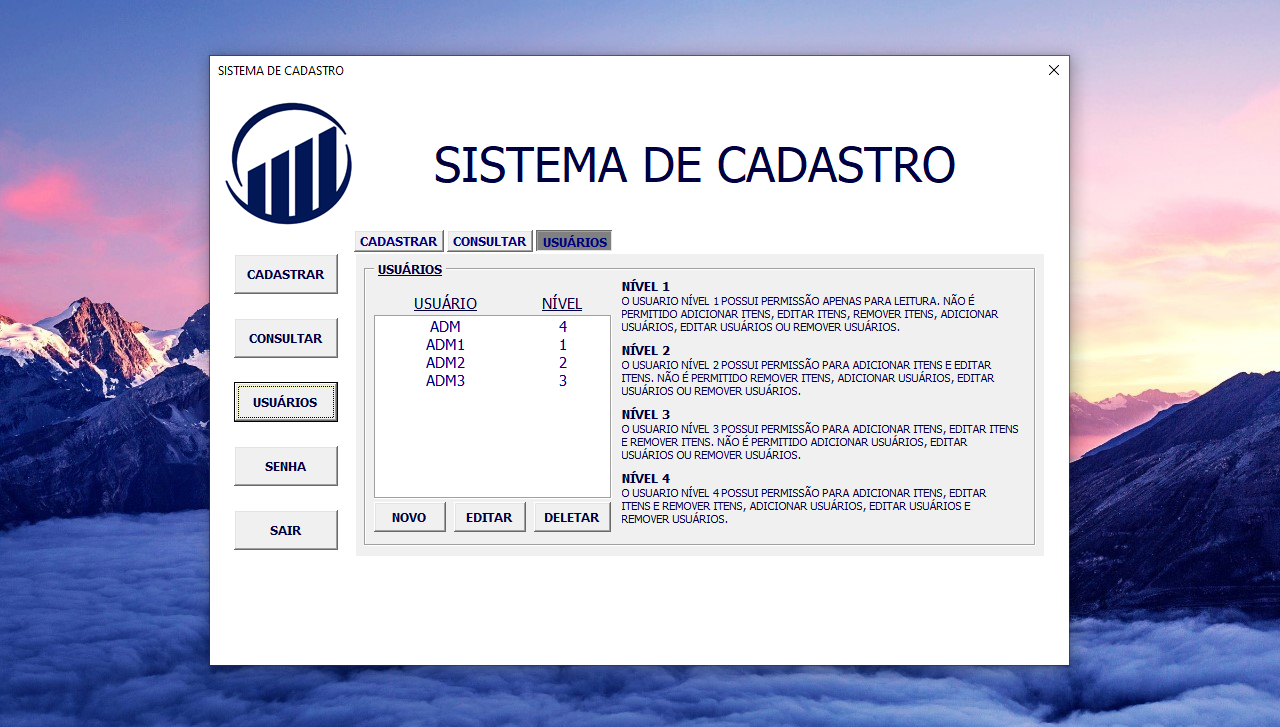 SISTEMA DE CADASTRO
SISTEMA DE CADASTRO
CADASTRAR CONSULTAR USUÁRIOS
CADASTRAR
CONSULTAR
USUÁRIOS
SENHA
SAIR
USUÁRIOS
USUÁRIO NÍVEL
ADM 4
ADM1 1
ADM2 2
ADM3 3
NOVO EDITAR DELETAR
NÍVEL 1
O USUARIO NÍVEL 1 POSSUI PERMISSÃO APENAS PARA LEITURA. NÃO É
PERMITIDO ADICIONAR ITENS, EDITAR ITENS, REMOVER ITENS, ADICIONAR
USUÁRIOS, EDITAR USUÁRIOS OU REMOVER USUÁRIOS.
NÍVEL 2
O USUARIO NÍVEL 2 POSSUI PERMISSÃO PARA ADICIONAR ITENS E EDITAR
ITENS. NÃO É PERMITIDO REMOVER ITENS, ADICIONAR USUÁRIOS, EDITAR
USUÁRIOS OU REMOVER USUÁRIOS.
NÍVEL 3
O USUARIO NÍVEL 3 POSSUI PERMISSÃO PARA ADICIONAR ITENS, EDITAR ITENS
E REMOVER ITENS. NÃO É PERMITIDO ADICIONAR USUÁRIOS, EDITAR
USUÁRIOS OU REMOVER USUÁRIOS.
NÍVEL 4
O USUARIO NÍVEL 4 POSSUI PERMISSÃO PARA ADICIONAR ITENS, EDITAR
ITENS E REMOVER ITENS, ADICIONAR USUÁRIOS, EDITAR USUÁRIOS E
REMOVER USUÁRIOS.